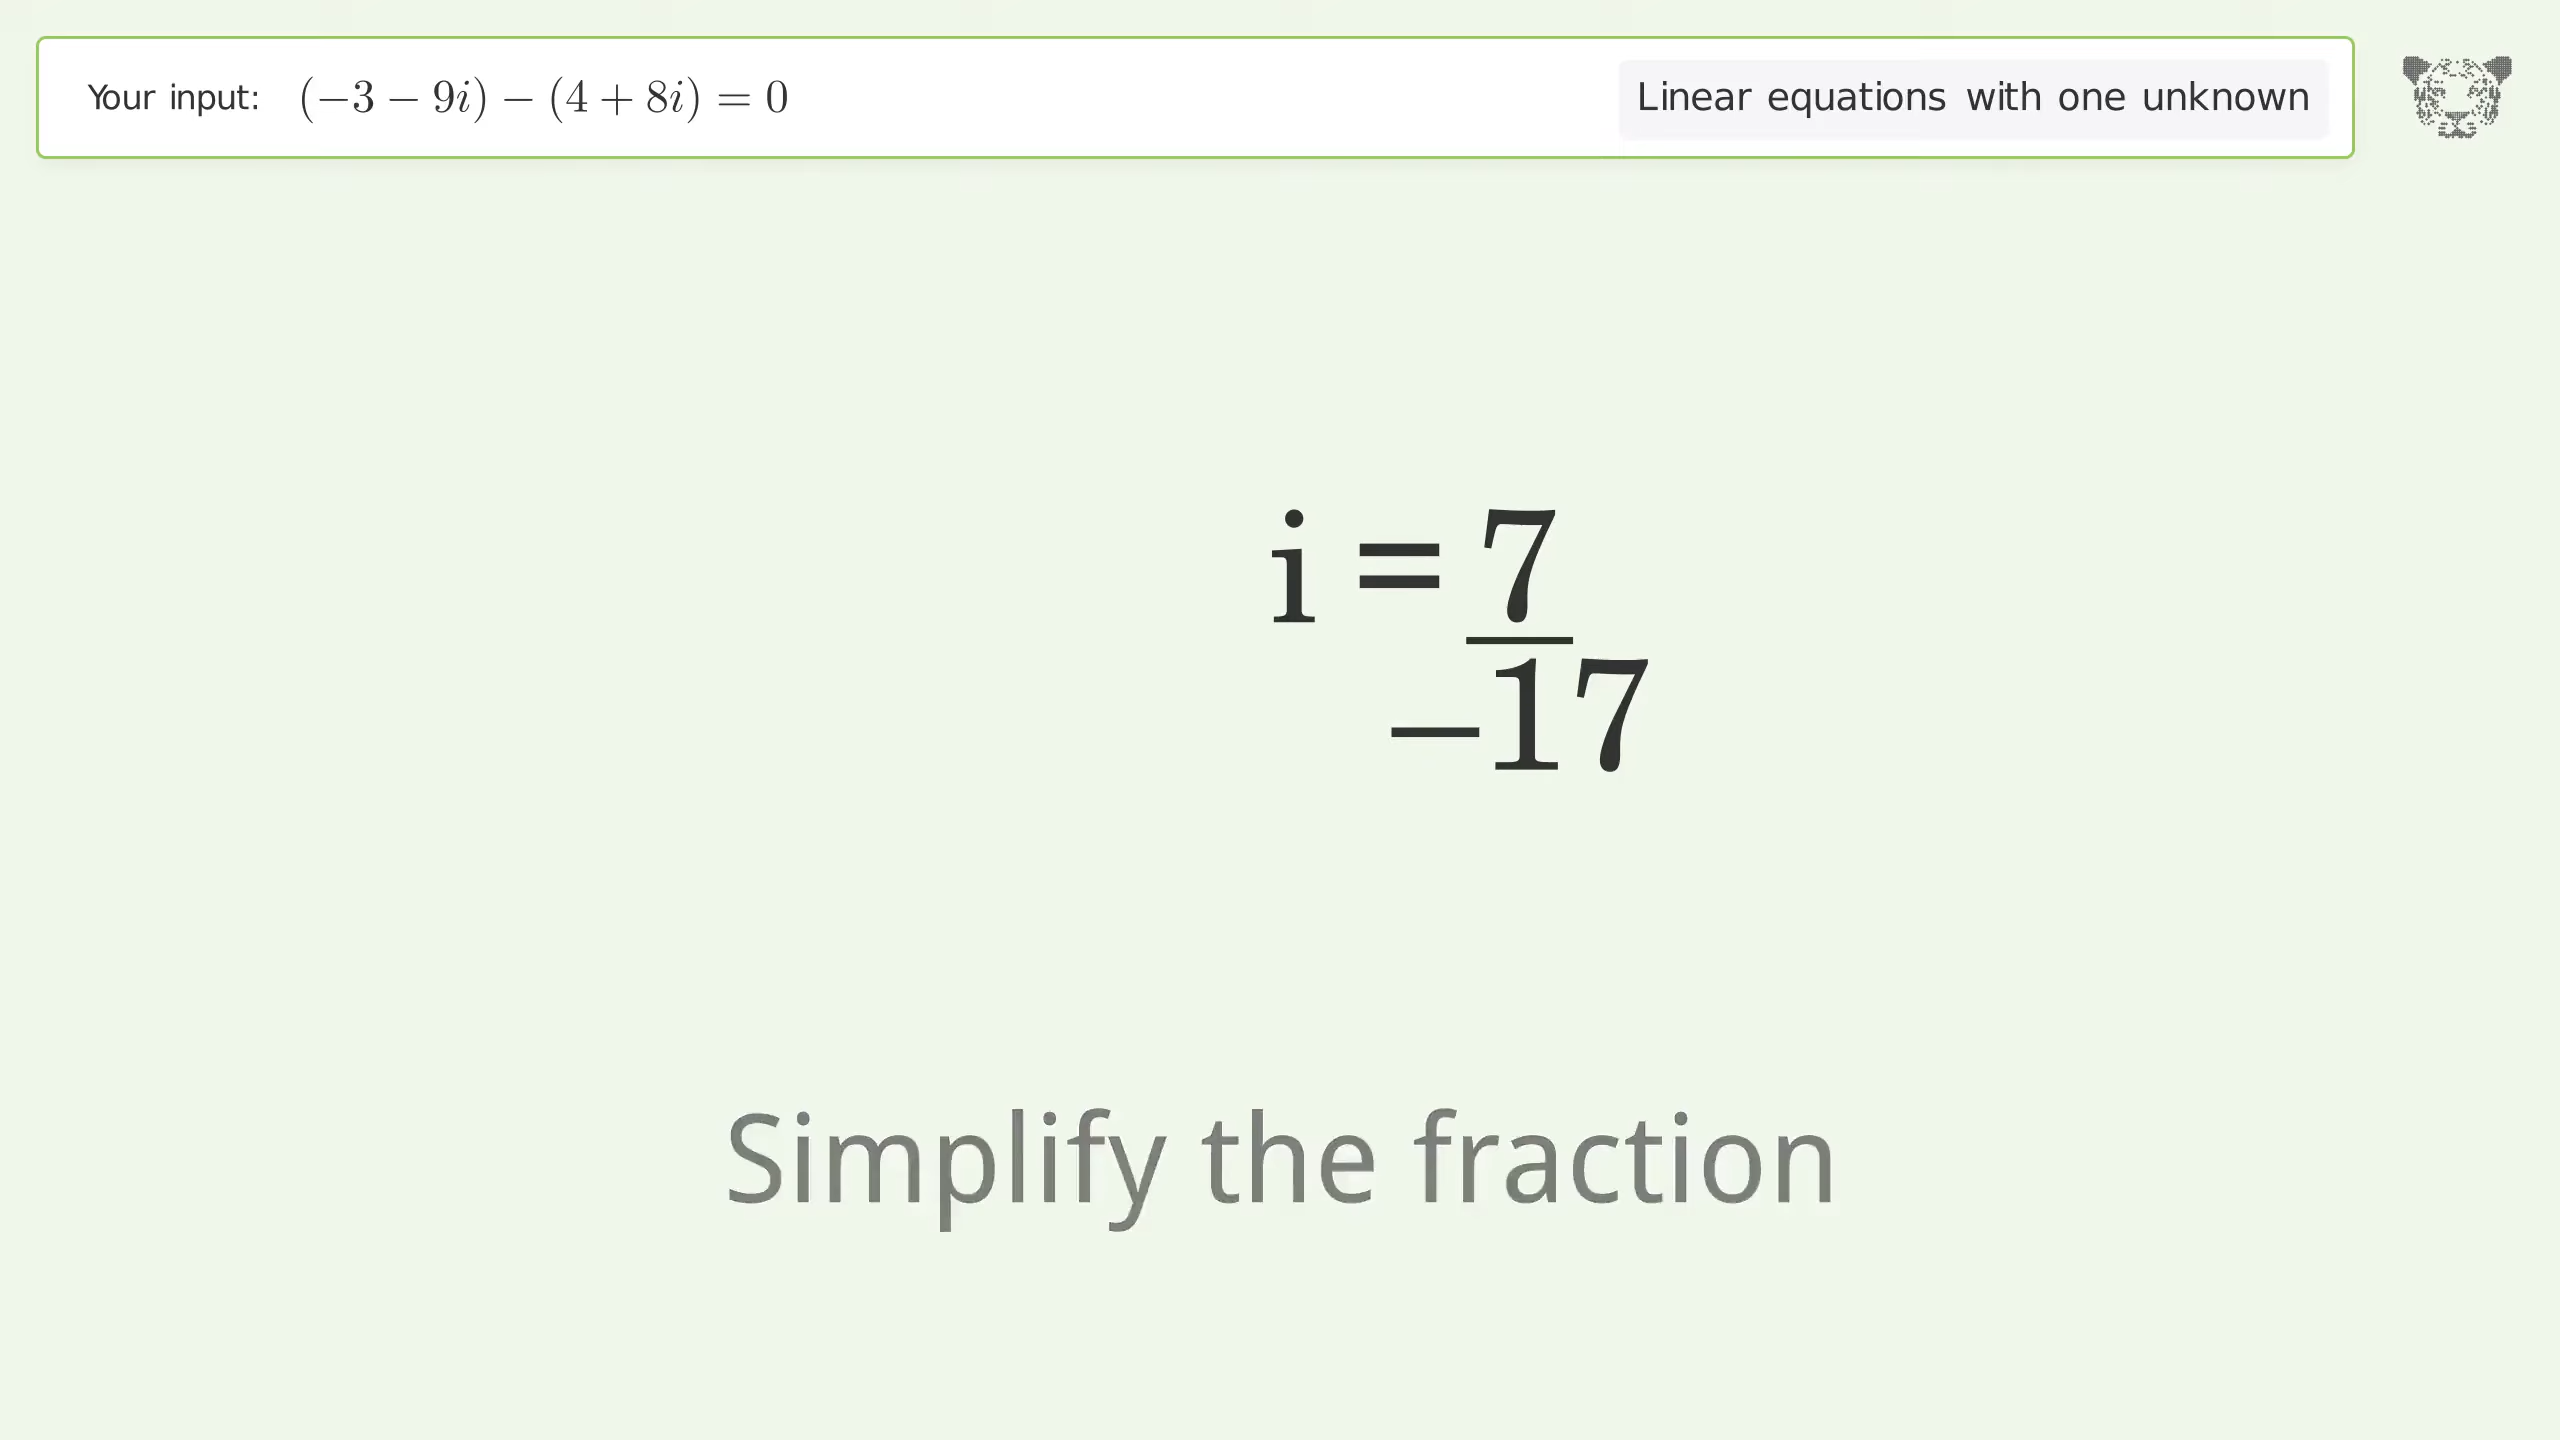 Your input: (−3 − 9i) − (4 + 8i) = 0
Linear equations with one unknown
i = 7
−17
Simplify the fraction